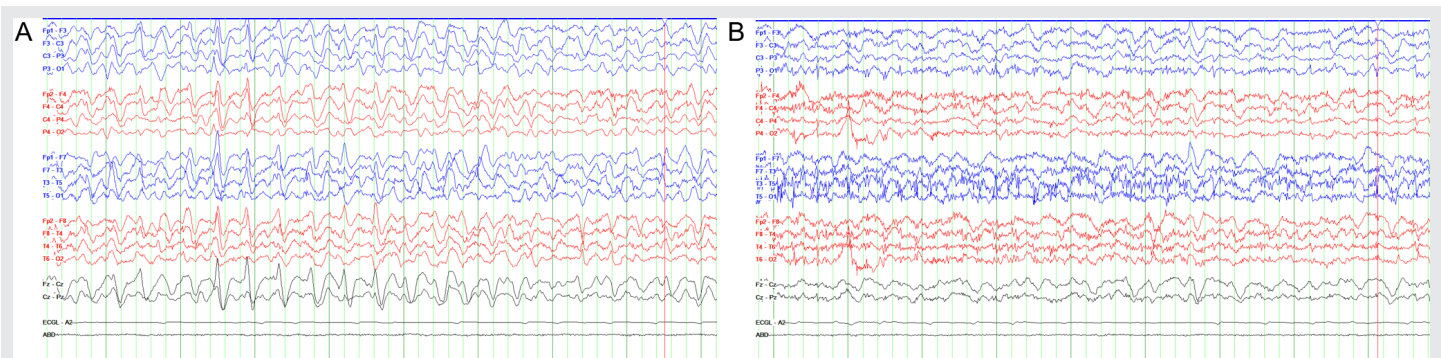 A
Fp1 - F3
F3 - C3
C3 - P3
P3 - O1
Fp2 - F4
F4 - C4
C4 - P4
P4 - O2
Fp1 - F7
F7 - T3
T3 - T5
T5 - O1
Fp2 - F8
F8 - T4
T4 - T6
T6 - O2
Fz - Cz
Cz - Pz
ECGL - A2
ABD
B
Fp1 - F3
F3 - C3
C3 - P3
P3 - O1
Fp2 - F4
F4 - C4
C4 - P4
P4 - O2
Fp1 - F7
F7 - T3
T3 - T5
T5 - O1
Fp2 - F8
F8 - T4
T4 - T6
T6 - O2
Fz - Cz
Cz - Pz
ECGL - A2
ABD